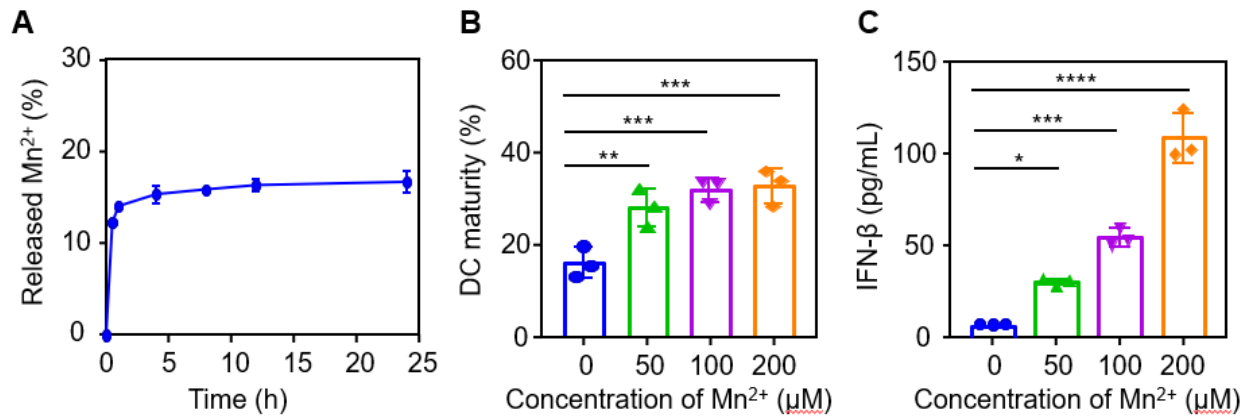 A
Released Mn²⁺ (%)
30
20
10
0
0 5 10 15 20 25
Time (h)
B
DC maturity (%)
60
40
20
0
***
***
**
0 50 100 200
Concentration of Mn²⁺ (µM)
C
IFN-β (pg/mL)
150
100
50
0
****
***
*
0 50 100 200
Concentration of Mn²⁺ (µM)